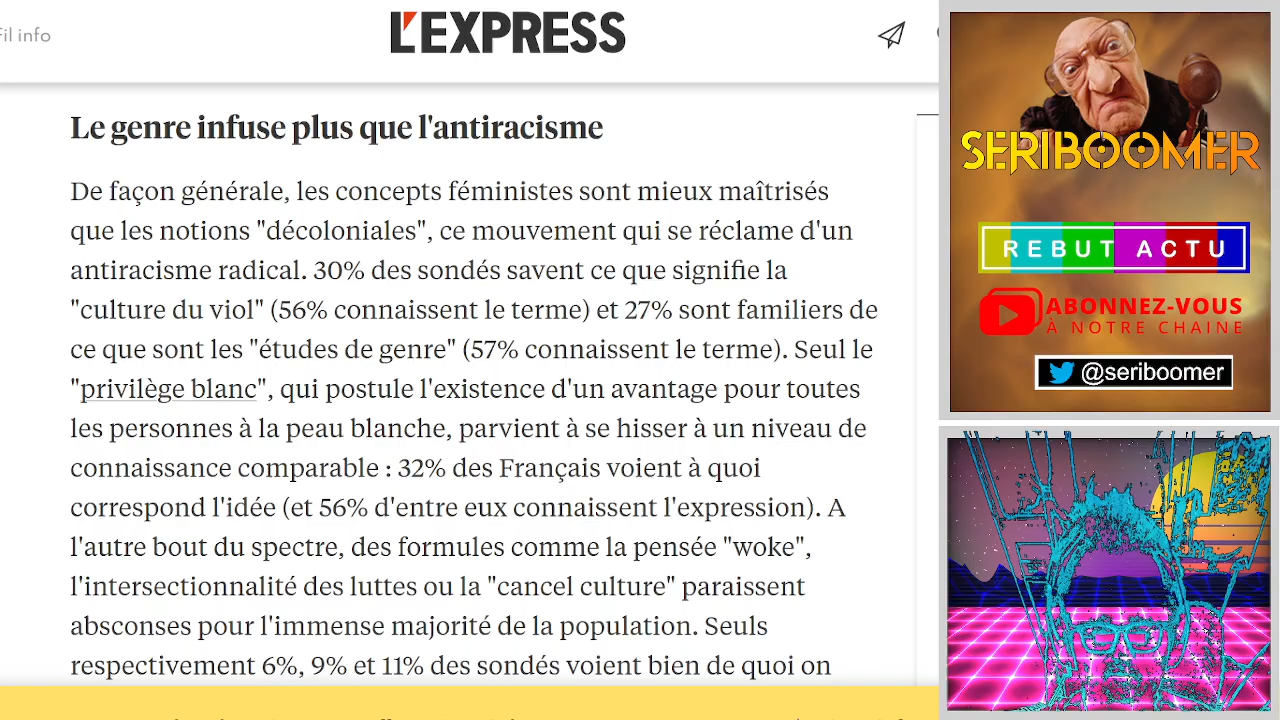 Fil info
L'EXPRESS
Le genre infuse plus que l'antiracisme
De façon générale, les concepts féministes sont mieux maîtrisés
que les notions "décoloniales", ce mouvement qui se réclame d'un
antiracisme radical. 30% des sondés savent ce que signifie la
"culture du viol" (56% connaissent le terme) et 27% sont familiers de
ce que sont les "études de genre" (57% connaissent le terme). Seul le
"privilège blanc", qui postule l'existence d'un avantage pour toutes
les personnes à la peau blanche, parvient à se hisser à un niveau de
connaissance comparable : 32% des Français voient à quoi
correspond l'idée (et 56% d'entre eux connaissent l'expression). A
l'autre bout du spectre, des formules comme la pensée "woke",
l'intersectionnalité des luttes ou la "cancel culture" paraissent
absconses pour l'immense majorité de la population. Seuls
respectivement 6%, 9% et 11% des sondés voient bien de quoi on
SERIBOOMER
REBUT ACTU
ABONNEZ-VOUS
À NOTRE CHAINE
@seriboomer